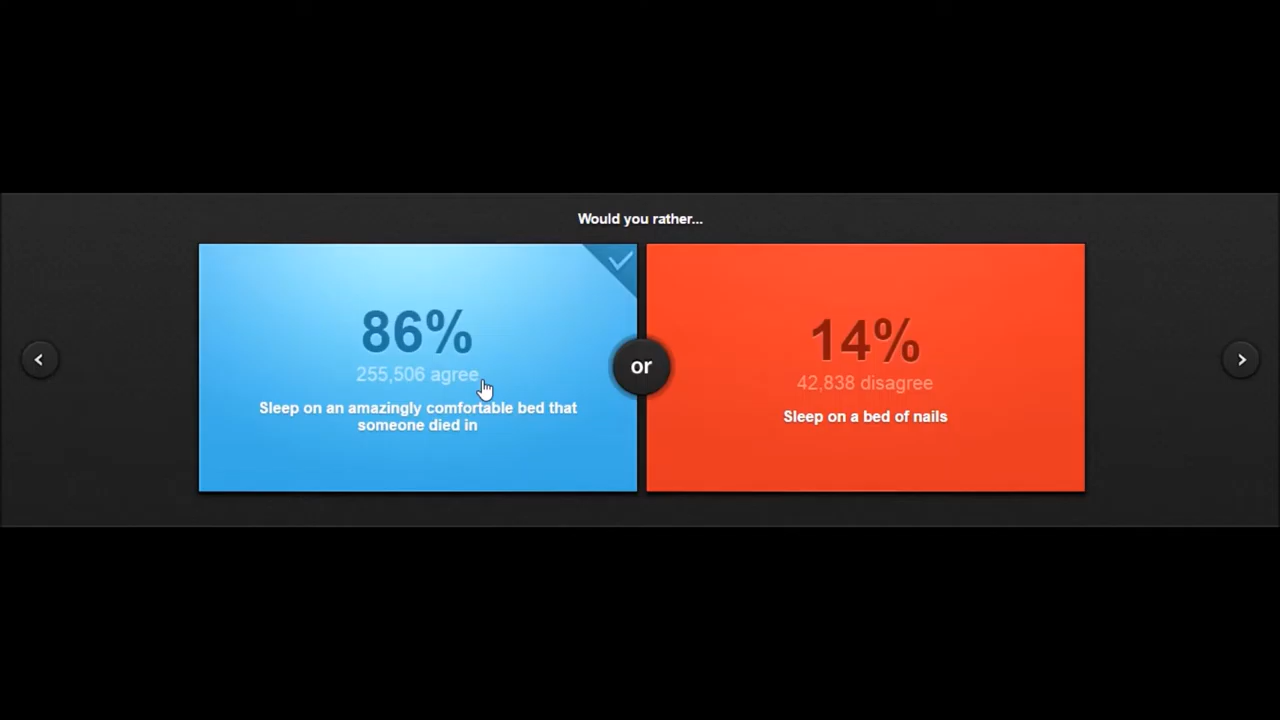 Would you rather...
86%
255,506 agree
Sleep on an amazingly comfortable bed that
someone died in
or
14%
42,838 disagree
Sleep on a bed of nails